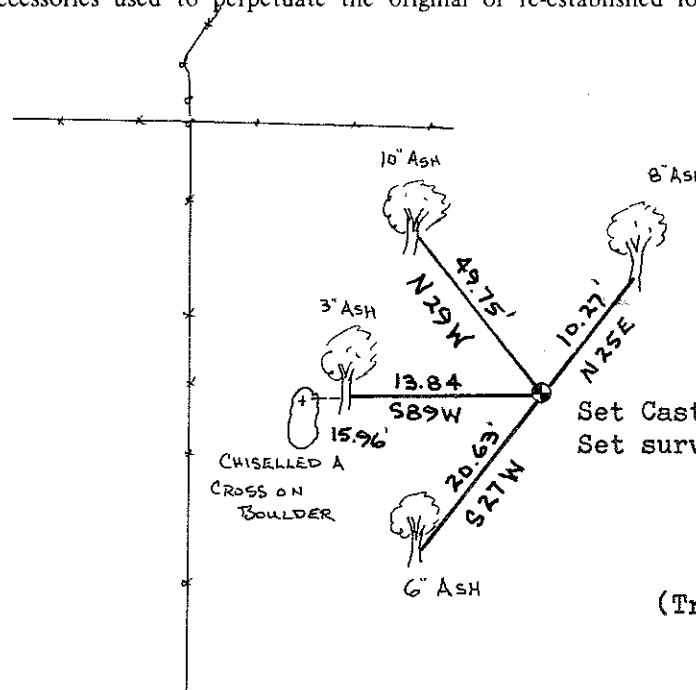 ccessories used to perpetuate the original or re-established lo
10" ASH
8" ASH
49.75'
N29W
10.27'
N25E
3" ASH
13.84
S89W
15.96'
CHISELLED A
CROSS ON
BOULDER
20.63'
S27W
6" ASH
Set Cast
Set surv
(Tr